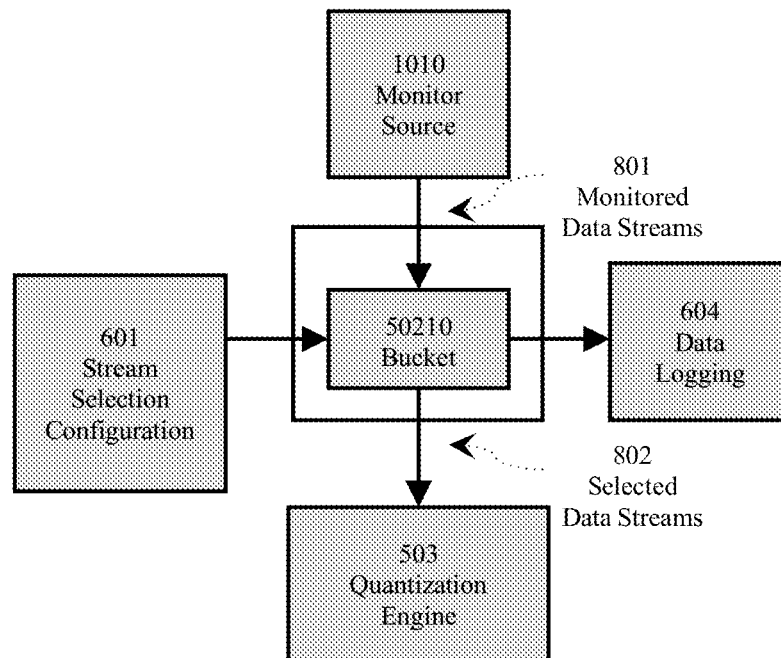 1010
Monitor
Source
801
Monitored
Data Streams
601
Stream
Selection
Configuration
50210
Bucket
604
Data
Logging
802
Selected
Data Streams
503
Quantization
Engine